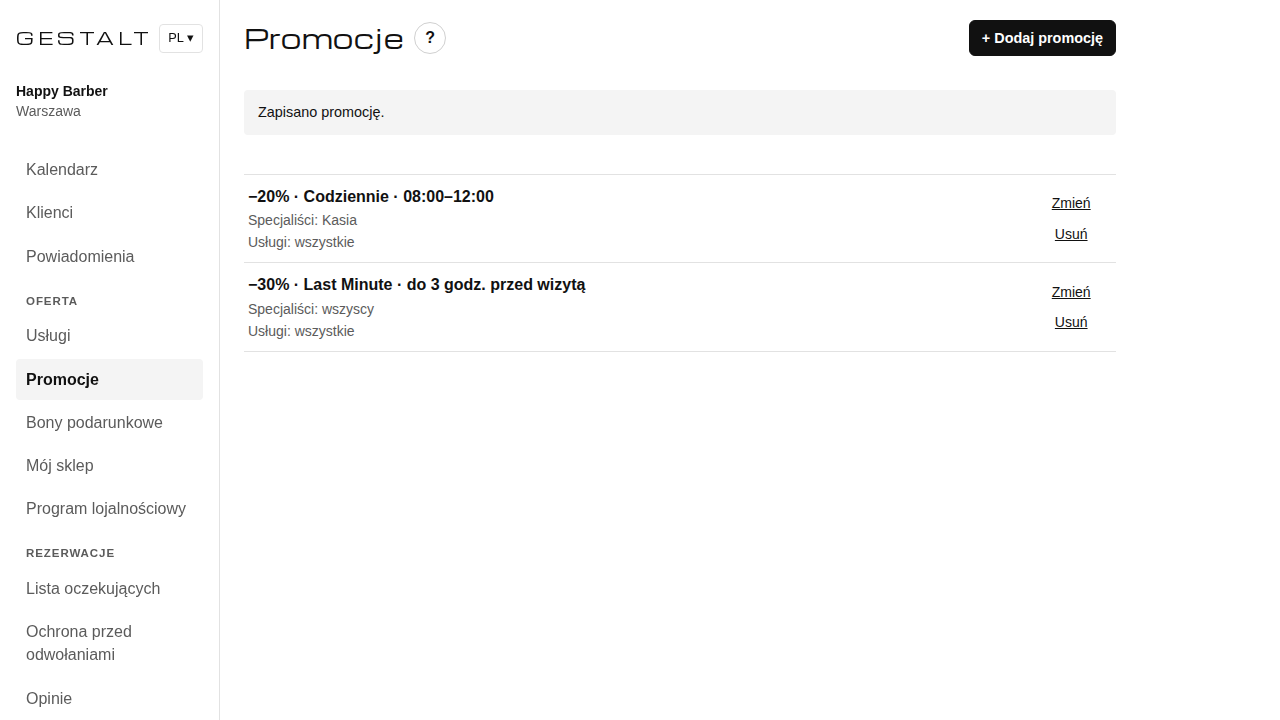 GESTALT
PL ▾
Happy Barber
Warszawa
Kalendarz
Klienci
Powiadomienia
OFERTA
Usługi
Promocje
Bony podarunkowe
Mój sklep
Program lojalnościowy
REZERWACJE
Lista oczekujących
Ochrona przed
odwołaniami
Opinie
Promocje
?
+ Dodaj promocję
Zapisano promocję.
−20% · Codziennie · 08:00–12:00
Specjaliści: Kasia
Usługi: wszystkie
Zmień
Usuń
−30% · Last Minute · do 3 godz. przed wizytą
Specjaliści: wszyscy
Usługi: wszystkie
Zmień
Usuń